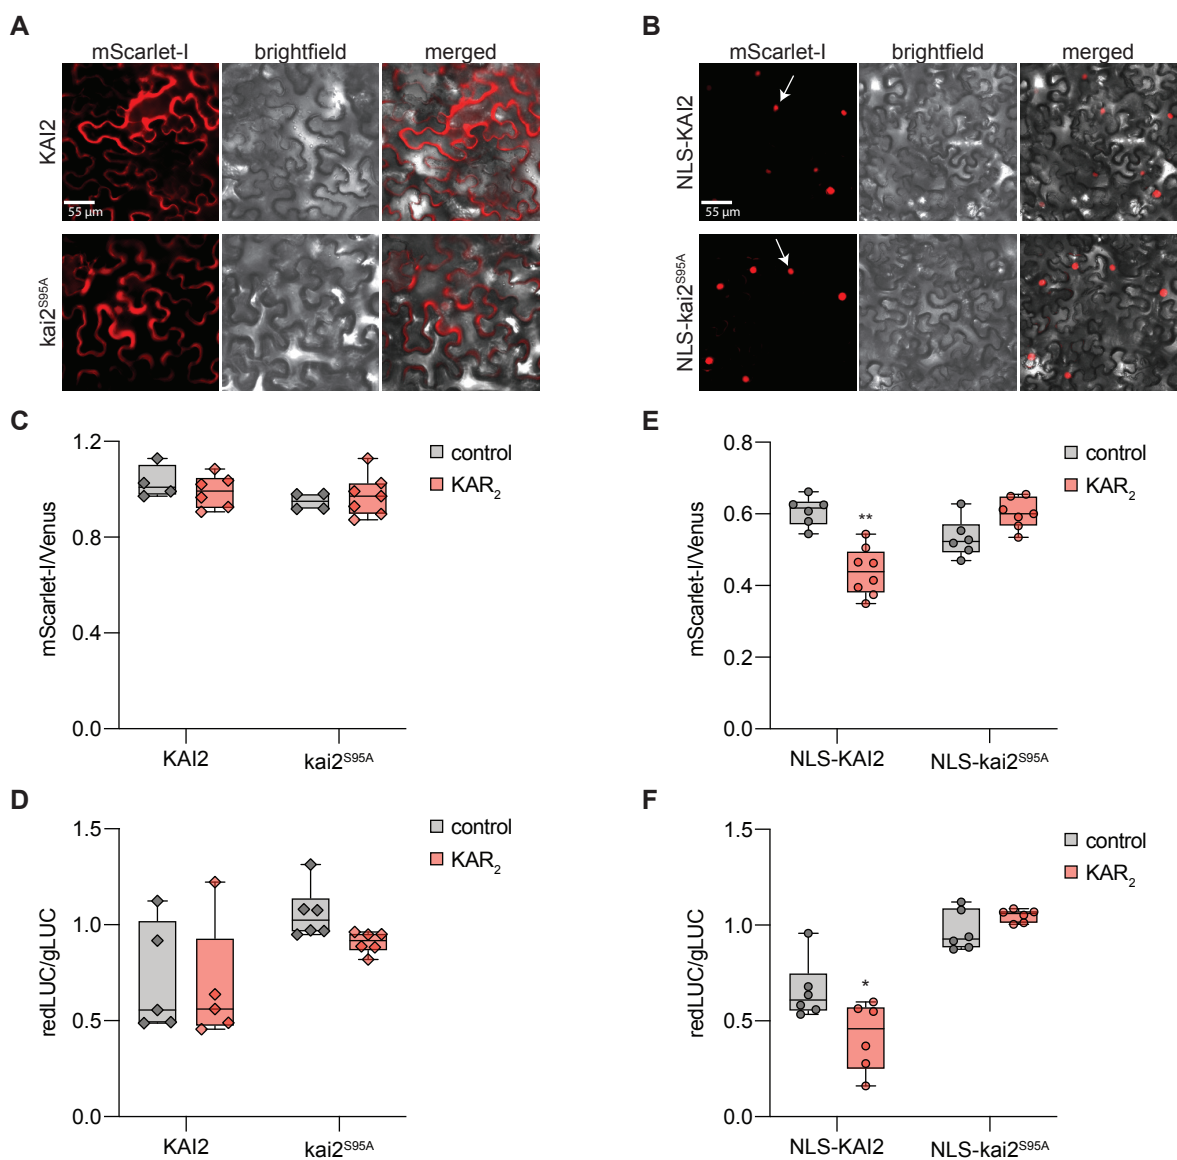 A
mScarlet-I brightfield merged
KAI2
55 µm
kai2S95A
B
mScarlet-I brightfield merged
NLS-KAI2
55 µm
NLS-kai2S95A
C
mScarlet-I/Venus
1.2
0.8
0.4
0.0
KAI2 kai2S95A
control
KAR2
D
redLUC/gLUC
1.5
1.0
0.5
0.0
KAI2 kai2S95A
control
KAR2
E
mScarlet-I/Venus
0.8
0.6
0.4
0.2
0.0
**
NLS-KAI2 NLS-kai2S95A
control
KAR2
F
redLUC/gLUC
1.5
1.0
0.5
0.0
*
NLS-KAI2 NLS-kai2S95A
control
KAR2